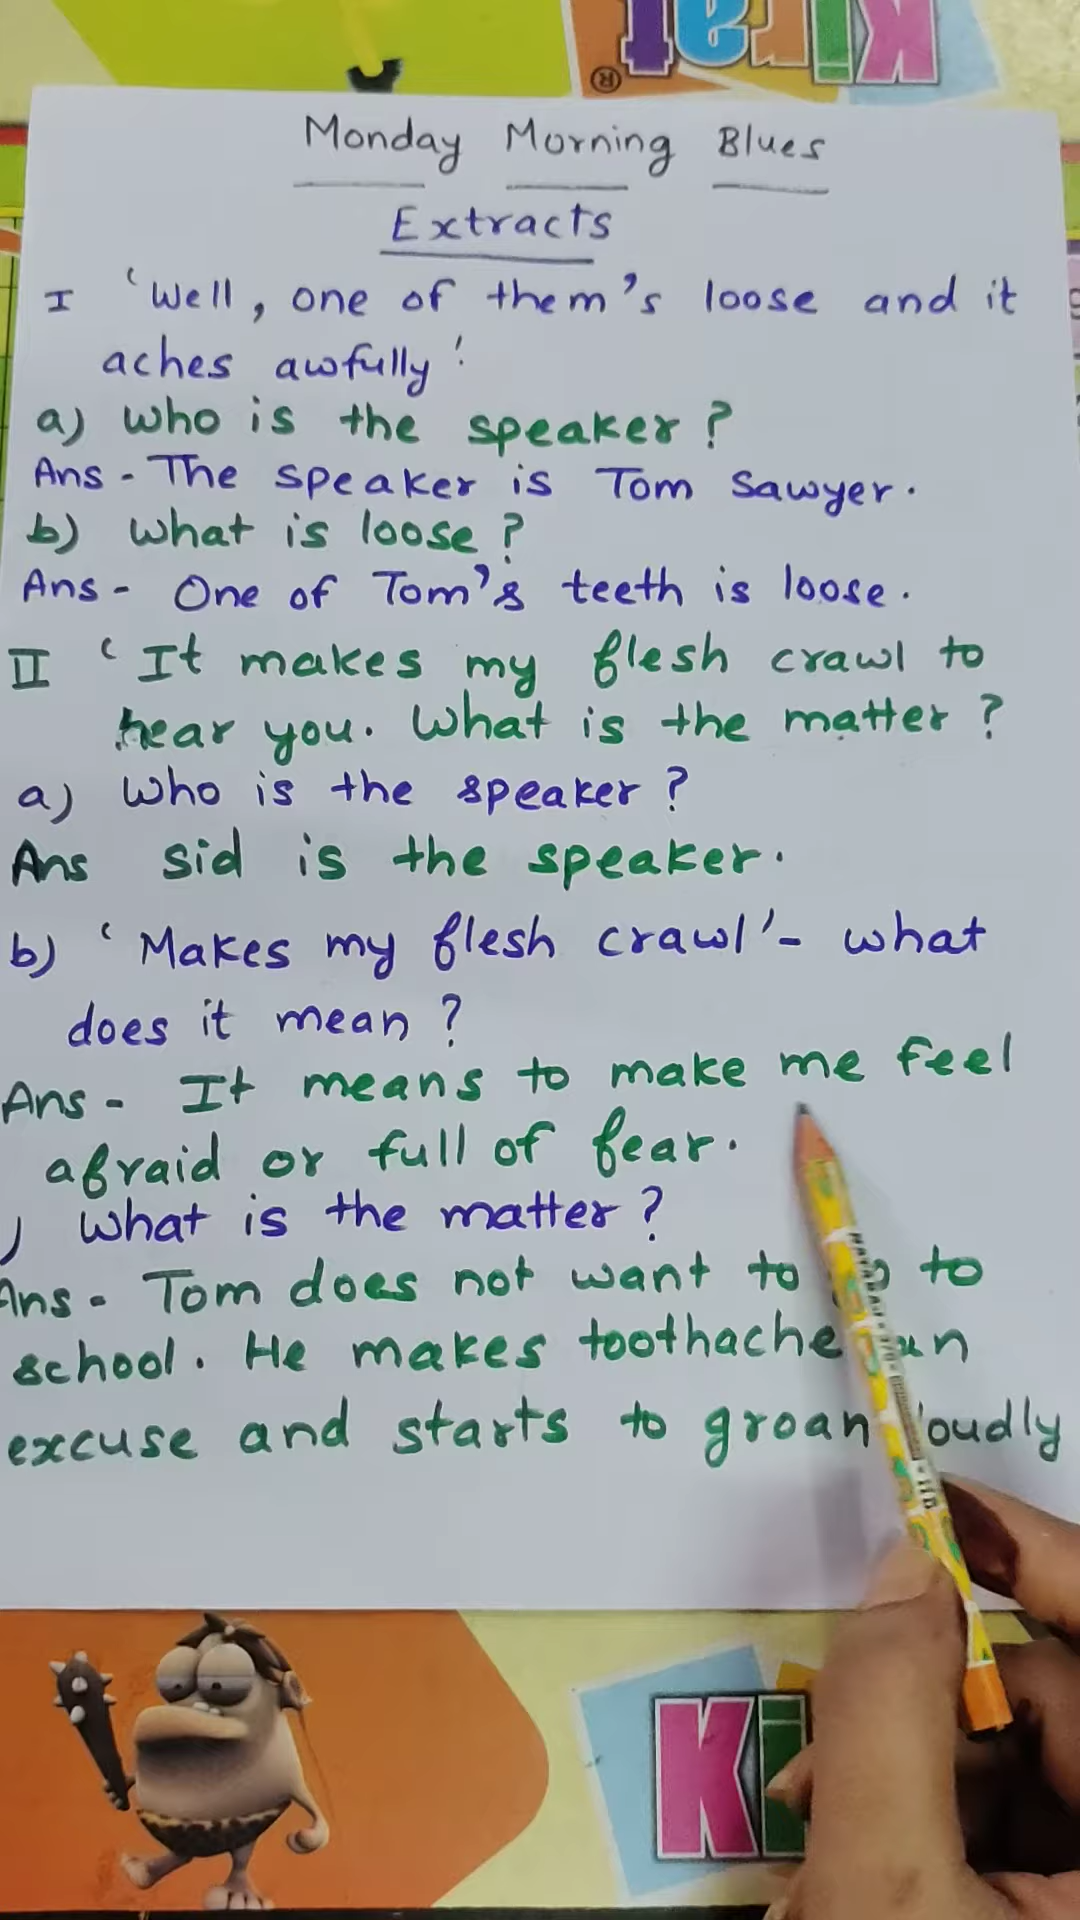 Kirat
®
Monday Morning Blues
Extracts
I 'Well, one of them's loose and it
aches awfully'
a) Who is the speaker?
Ans - The speaker is Tom Sawyer.
b) What is loose?
Ans - One of Tom's teeth is loose.
II 'It makes my flesh crawl to
hear you. What is the matter?
a) Who is the speaker?
Ans Sid is the speaker.
b) 'Makes my flesh crawl' - what
does it mean?
Ans - It means to make me feel
afraid or full of fear.
) What is the matter?
Ans - Tom does not want to to
school. He makes toothache an
excuse and starts to groan loudly
Ki